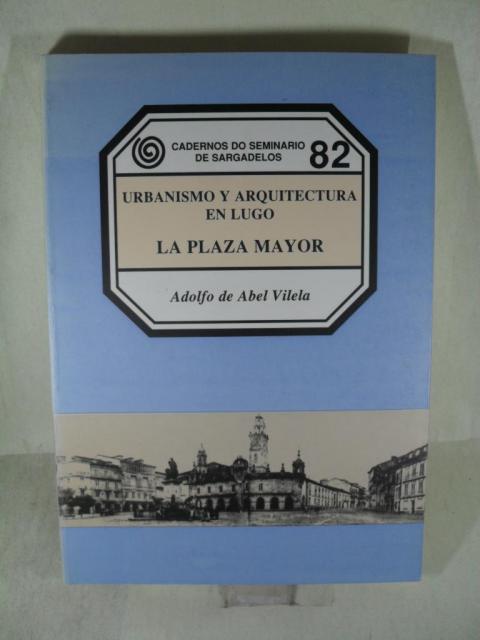 CADERNOS DO SEMINARIO
DE SARGADELOS
82
URBANISMO Y ARQUITECTURA
EN LUGO
LA PLAZA MAYOR
Adolfo de Abel Vilela